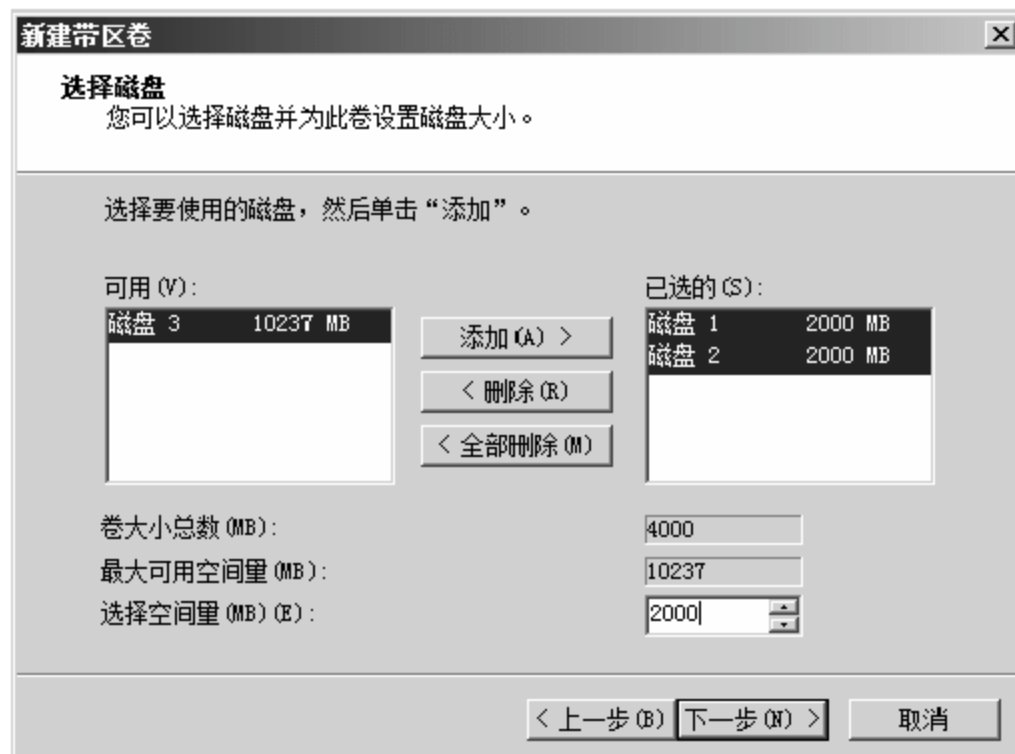 新建带区卷
选择磁盘
您可以选择磁盘并为此卷设置磁盘大小。
选择要使用的磁盘，然后单击“添加”。
可用(V):
已选的(S):
磁盘 3 10237 MB
添加(A) >
磁盘 1 2000 MB
磁盘 2 2000 MB
< 删除(R)
< 全部删除(M)
卷大小总数(MB): 4000
最大可用空间量(MB): 10237
选择空间量(MB)(E): 2000
< 上一步(B) 下一步(N) > 取消